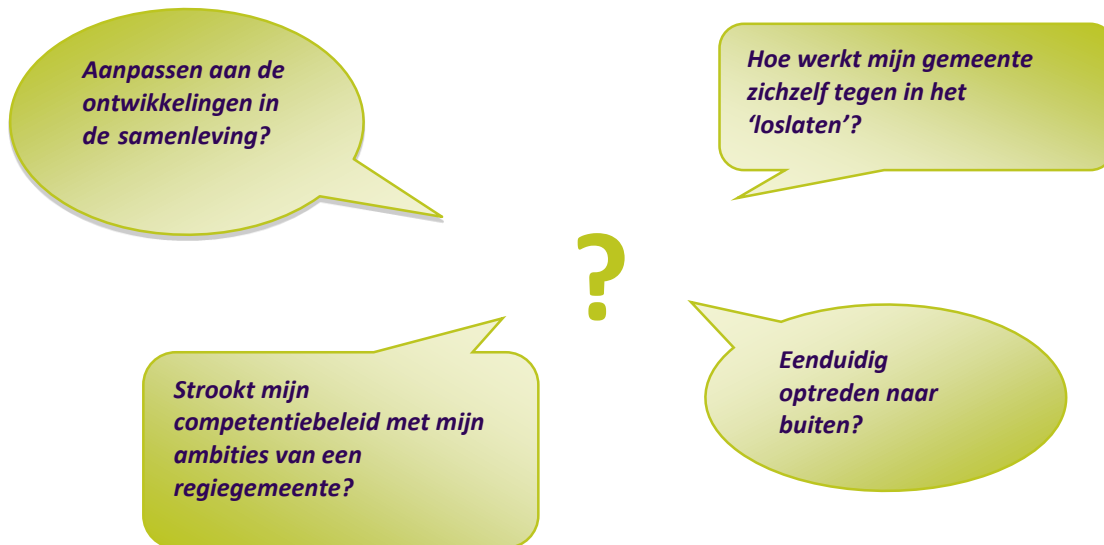 Aanpassen aan de
ontwikkelingen in
de samenleving?
Hoe werkt mijn gemeente
zichzelf tegen in het
‘loslaten’?
?
Strookt mijn
competentiebeleid met mijn
ambities van een
regiegemeente?
Eenduidig
optreden naar
buiten?